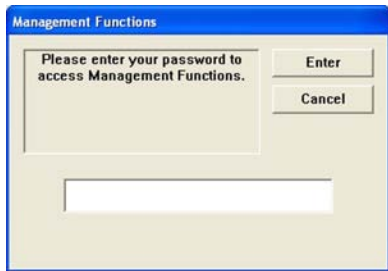 Management Functions
Please enter your password to
access Management Functions.
Enter
Cancel